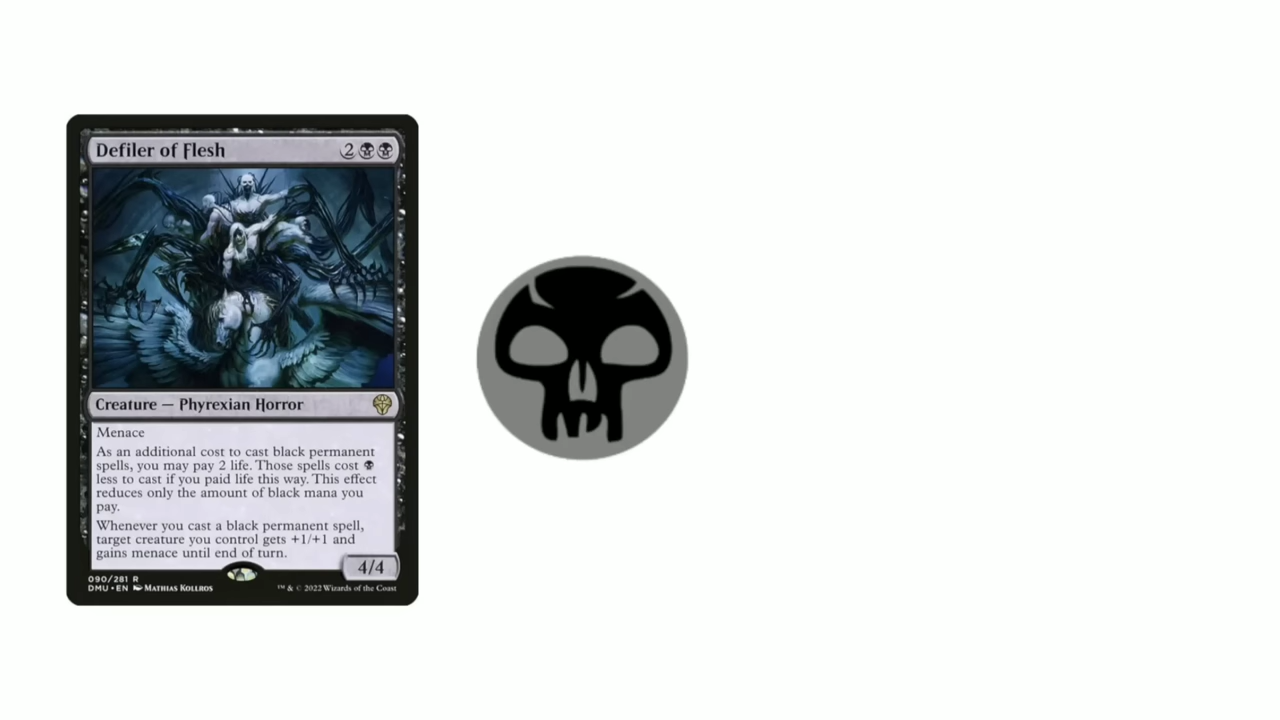 Defiler of Flesh 2
Creature — Phyrexian Horror
Menace
As an additional cost to cast black permanent
spells, you may pay 2 life. Those spells cost
less to cast if you paid life this way. This effect
reduces only the amount of black mana you
pay.
Whenever you cast a black permanent spell,
target creature you control gets +1/+1 and
gains menace until end of turn.
4/4
090/281 R
DMU • EN Mathias Kollros
™ & © 2022 Wizards of the Coast